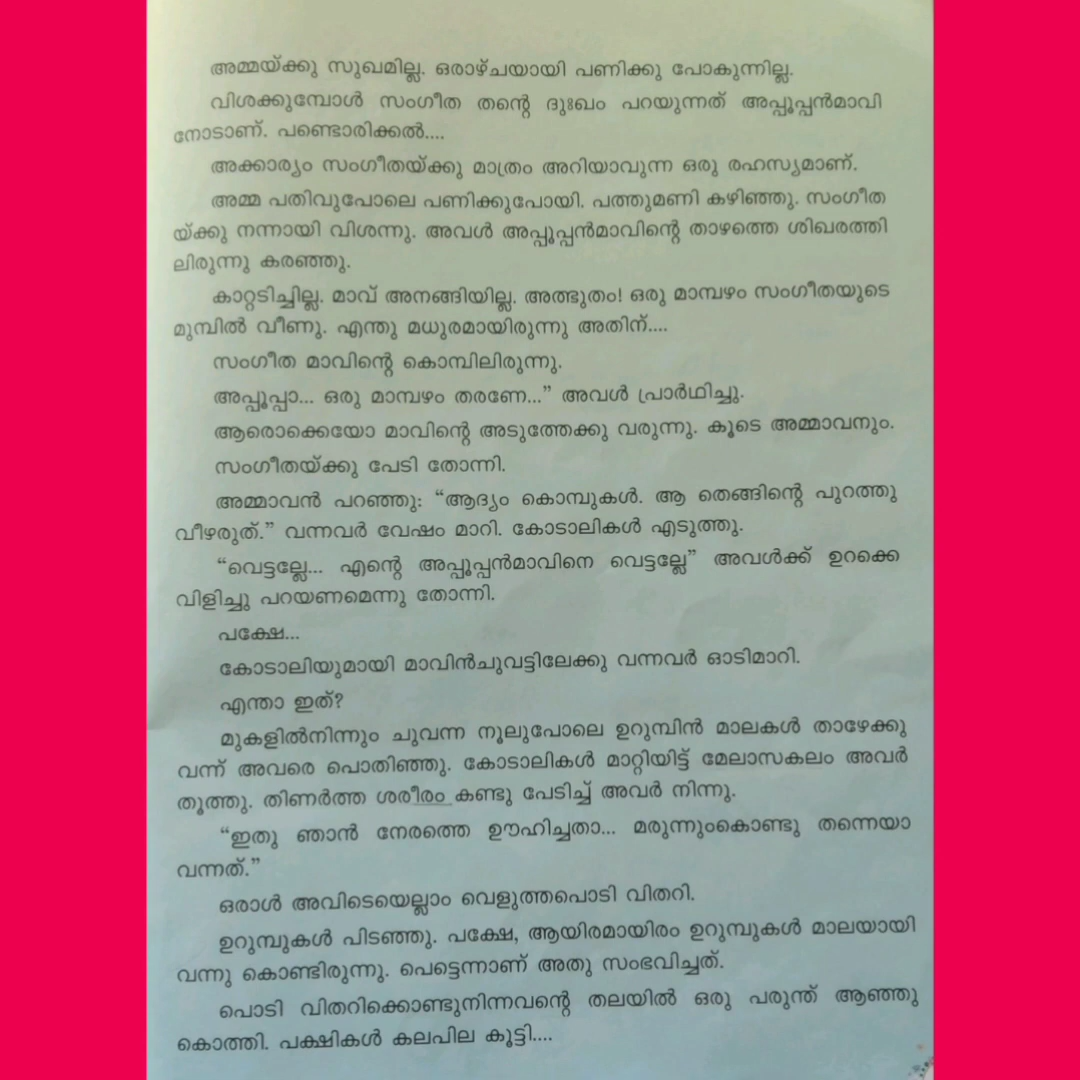 അമ്മയ്ക്കു സുഖമില്ല. ഒരാഴ്ചയായി പണിക്കു പോകുന്നില്ല.
വിശക്കുമ്പോൾ സംഗീത തന്റെ ദുഃഖം പറയുന്നത് അപ്പൂപ്പൻമാവി
നോടാണ്. പണ്ടൊരിക്കൽ....
അക്കാര്യം സംഗീതയ്ക്കു മാത്രം അറിയാവുന്ന ഒരു രഹസ്യമാണ്.
അമ്മ പതിവുപോലെ പണിക്കുപോയി. പത്തുമണി കഴിഞ്ഞു. സംഗീത
യ്ക്കു നന്നായി വിശന്നു. അവൾ അപ്പൂപ്പൻമാവിന്റെ താഴത്തെ ശിഖരത്തി
ലിരുന്നു കരഞ്ഞു.
കാറ്റടിച്ചില്ല. മാവ് അനങ്ങിയില്ല. അത്ഭുതം! ഒരു മാമ്പഴം സംഗീതയുടെ
മുമ്പിൽ വീണു. എന്തു മധുരമായിരുന്നു അതിന്....
സംഗീത മാവിന്റെ കൊമ്പിലിരുന്നു.
അപ്പൂപ്പാ... ഒരു മാമ്പഴം തരണേ...” അവൾ പ്രാർഥിച്ചു.
ആരൊക്കെയോ മാവിന്റെ അടുത്തേക്കു വരുന്നു. കൂടെ അമ്മാവനും.
സംഗീതയ്ക്കു പേടി തോന്നി.
അമ്മാവൻ പറഞ്ഞു: “ആദ്യം കൊമ്പുകൾ. ആ തെങ്ങിന്റെ പുറത്തു
വീഴരുത്.” വന്നവർ വേഷം മാറി. കോടാലികൾ എടുത്തു.
“വെട്ടല്ലേ... എന്റെ അപ്പൂപ്പൻമാവിനെ വെട്ടല്ലേ” അവൾക്ക് ഉറക്കെ
വിളിച്ചു പറയണമെന്നു തോന്നി.
പക്ഷേ...
കോടാലിയുമായി മാവിൻചുവട്ടിലേക്കു വന്നവർ ഓടിമാറി.
എന്താ ഇത്?
മുകളിൽനിന്നും ചുവന്ന നൂലുപോലെ ഉറുമ്പിൻ മാലകൾ താഴേക്കു
വന്ന് അവരെ പൊതിഞ്ഞു. കോടാലികൾ മാറ്റിയിട്ട് മേലാസകലം അവർ
തൂത്തു. തിണർത്ത ശരീരം കണ്ടു പേടിച്ച് അവർ നിന്നു.
“ഇതു ഞാൻ നേരത്തെ ഊഹിച്ചതാ... മരുന്നുംകൊണ്ടു തന്നെയാ
വന്നത്.”
ഒരാൾ അവിടെയെല്ലാം വെളുത്തപൊടി വിതറി.
ഉറുമ്പുകൾ പിടഞ്ഞു. പക്ഷേ, ആയിരമായിരം ഉറുമ്പുകൾ മാലയായി
വന്നു കൊണ്ടിരുന്നു. പെട്ടെന്നാണ് അതു സംഭവിച്ചത്.
പൊടി വിതറിക്കൊണ്ടുനിന്നവന്റെ തലയിൽ ഒരു പരുന്ത് ആഞ്ഞു
കൊത്തി. പക്ഷികൾ കലപില കൂട്ടി....